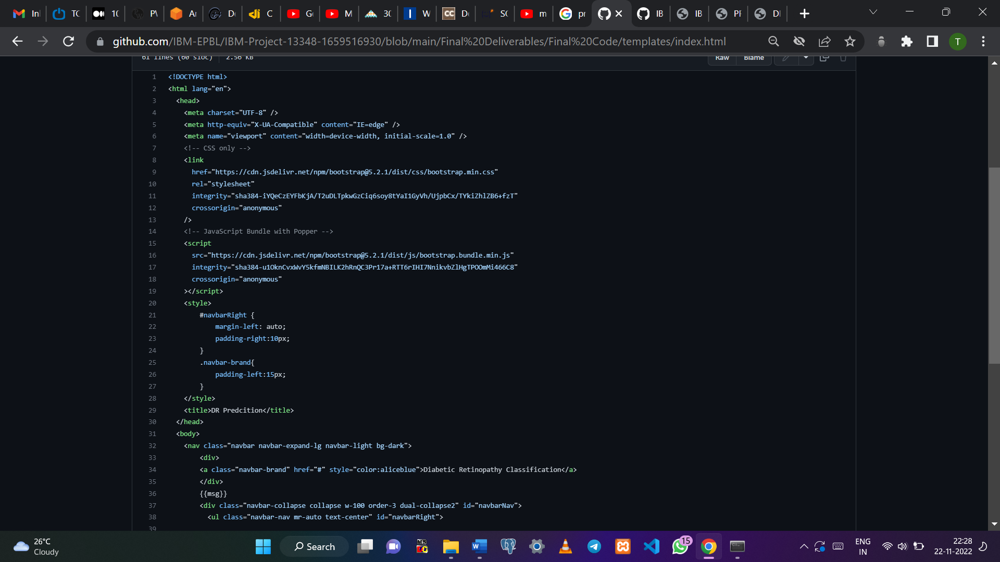 In
TC
10
PV
Ar
De
C
G
M
30
W
CC
De
SC
m
pr
IB
IB
PF
DI
github.com/IBM-EPBL/IBM-Project-13348-1659516930/blob/main/Final%20Deliverables/Final%20Code/templates/index.html
T
61 lines (60 sloc)
2.56 KB
Raw
Blame
1 <!DOCTYPE html>
2 <html lang="en">
3 <head>
4 <meta charset="UTF-8" />
5 <meta http-equiv="X-UA-Compatible" content="IE=edge" />
6 <meta name="viewport" content="width=device-width, initial-scale=1.0" />
7 <!-- CSS only -->
8 <link
9 href="https://cdn.jsdelivr.net/npm/bootstrap@5.2.1/dist/css/bootstrap.min.css"
10 rel="stylesheet"
11 integrity="sha384-iYQeCzEYFbKjA/T2uDLTpkwGzCiq6soy8tYaI1GyVh/UjpbCx/TYkiZhlZB6+fzT"
12 crossorigin="anonymous"
13 />
14 <!-- JavaScript Bundle with Popper -->
15 <script
16 src="https://cdn.jsdelivr.net/npm/bootstrap@5.2.1/dist/js/bootstrap.bundle.min.js"
17 integrity="sha384-u1OknCvxWvY5kfmNBILK2hRnQC3Pr17a+RTT6rIHI7NnikvbZlHgTPOOmMi466C8"
18 crossorigin="anonymous"
19 ></script>
20 <style>
21 #navbarRight {
22 margin-left: auto;
23 padding-right:10px;
24 }
25 .navbar-brand{
26 padding-left:15px;
27 }
28 </style>
29 <title>DR Predcition</title>
30 </head>
31 <body>
32 <nav class="navbar navbar-expand-lg navbar-light bg-dark">
33 <div>
34 <a class="navbar-brand" href="#" style="color:aliceblue">Diabetic Retinopathy Classification</a>
35 </div>
36 {{msg}}
37 <div class="navbar-collapse collapse w-100 order-3 dual-collapse2" id="navbarNav">
38 <ul class="navbar-nav mr-auto text-center" id="navbarRight">
39
26°C
Cloudy
Search
15
ENG
IN
22:28
22-11-2022